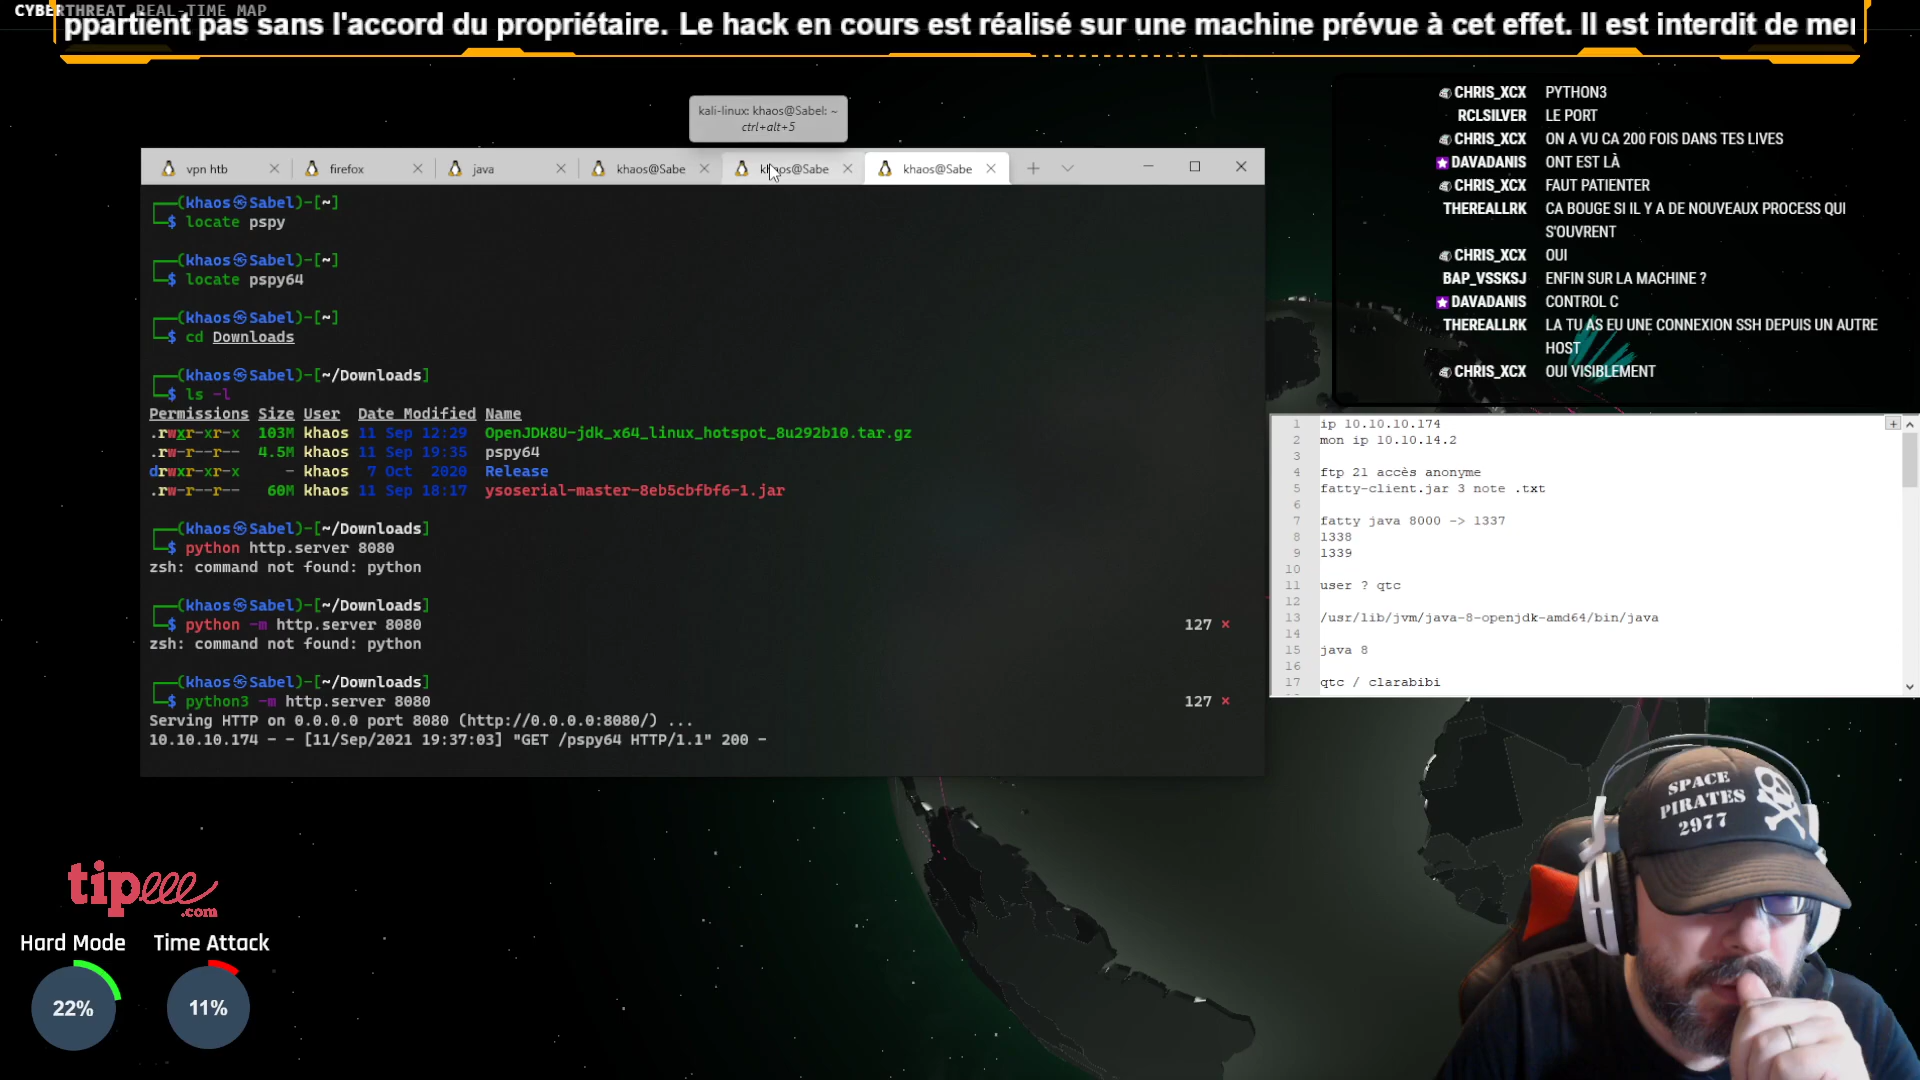 CYBERTHREAT REAL-TIME MAP
ppartient pas sans l'accord du propriétaire. Le hack en cours est réalisé sur une machine prévue à cet effet. Il est interdit de
kali-linux: khaos@Sabel: ~
ctrl+alt+5
vpn htb
firefox
java
khaos@Sabe
khaos@Sabe
khaos@Sabe
(khaos㉿Sabel)-[~]
$ locate pspy
(khaos㉿Sabel)-[~]
$ locate pspy64
(khaos㉿Sabel)-[~]
$ cd Downloads
(khaos㉿Sabel)-[~/Downloads]
$ ls -l
Permissions Size User Date Modified Name
.rwxr-xr-x 103M khaos 11 Sep 12:29 OpenJDK8U-jdk_x64_linux_hotspot_8u292b10.tar.gz
.rw-r--r-- 4.5M khaos 11 Sep 19:35 pspy64
drwxr-xr-x - khaos 7 Oct 2020 Release
.rw-r--r-- 60M khaos 11 Sep 18:17 ysoserial-master-8eb5cbfbf6-1.jar
(khaos㉿Sabel)-[~/Downloads]
$ python http.server 8080
zsh: command not found: python
(khaos㉿Sabel)-[~/Downloads]
$ python -m http.server 8080 127 ×
zsh: command not found: python
(khaos㉿Sabel)-[~/Downloads]
$ python3 -m http.server 8080 127 ×
Serving HTTP on 0.0.0.0 port 8080 (http://0.0.0.0:8080/) ...
10.10.10.174 - - [11/Sep/2021 19:37:03] "GET /pspy64 HTTP/1.1" 200 -
CHRIS_XCX PYTHON3
RCLSILVER LE PORT
CHRIS_XCX ON A VU CA 200 FOIS DANS TES LIVES
DAVADANIS ONT EST LÀ
CHRIS_XCX FAUT PATIENTER
THEREALLRK CA BOUGE SI IL Y A DE NOUVEAUX PROCESS QUI
S'OUVRENT
CHRIS_XCX OUI
BAP_VSSKSJ ENFIN SUR LA MACHINE ?
DAVADANIS CONTROL C
THEREALLRK LA TU AS EU UNE CONNEXION SSH DEPUIS UN AUTRE
HOST
CHRIS_XCX OUI VISIBLEMENT
1 ip 10.10.10.174
2 mon ip 10.10.14.2
3
4 ftp 21 accès anonyme
5 fatty-client.jar 3 note .txt
6
7 fatty java 8000 -> 1337
8 1338
9 1339
10
11 user ? qtc
12
13 /usr/lib/jvm/java-8-openjdk-amd64/bin/java
14
15 java 8
16
17 qtc / clarabibi
tipeee
.com
Hard Mode
Time Attack
22%
11%
SPACE
PIRATES
2977